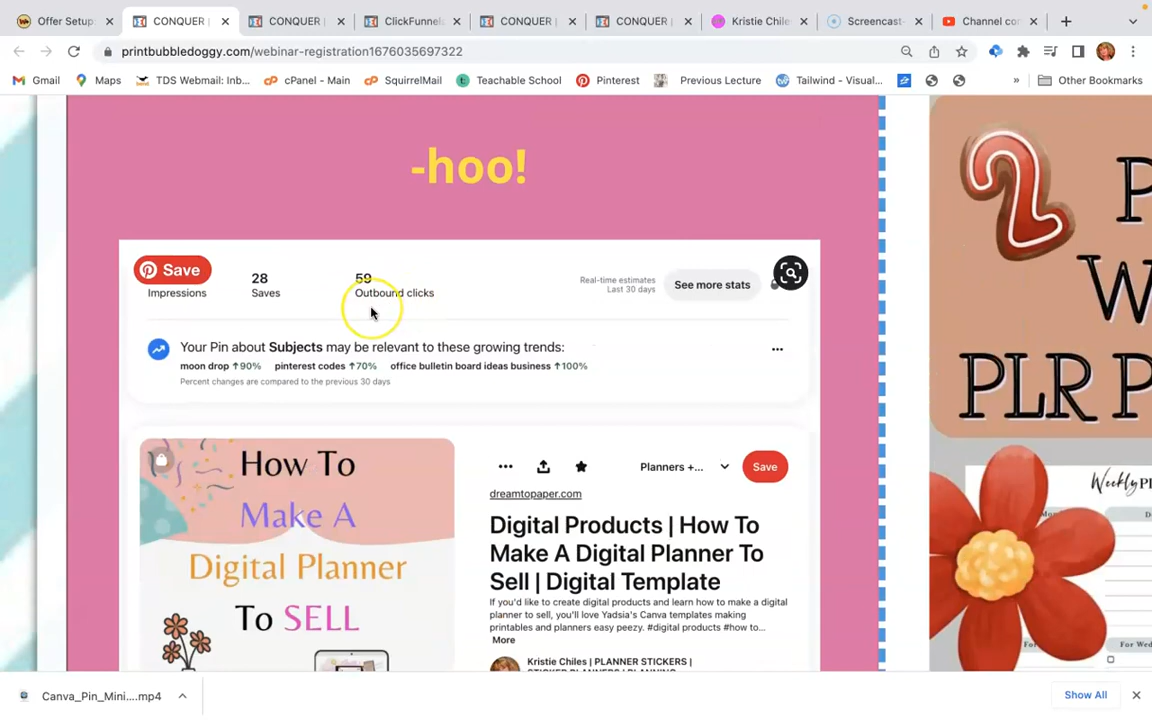 Offer Setup:
CONQUER |
CONQUER |
ClickFunnels
CONQUER |
CONQUER |
Kristie Chiles
Screencast-
Channel co
printbubbledoggy.com/webinar-registration1676035697322
Gmail
Maps
TDS Webmail: Inb...
cPanel - Main
SquirrelMail
Teachable School
Pinterest
Previous Lecture
Tailwind - Visual...
Other Bookmarks
-hoo!
Save
Impressions
28
Saves
59
Outbound clicks
Real-time estimates
Last 30 days
See more stats
Your Pin about Subjects may be relevant to these growing trends:
moon drop ↑90% pinterest codes ↑70% office bulletin board ideas business ↑100%
Percent changes are compared to the previous 30 days
How To
Make A
Digital Planner
To SELL
Planners +...
Save
dreamtopaper.com
Digital Products | How To
Make A Digital Planner To
Sell | Digital Template
If you'd like to create digital products and learn how to make a digital
planner to sell, you'll love Yadsia's Canva templates making
printables and planners easy peezy. #digital products #how to...
More
Kristie Chiles | PLANNER STICKERS |
2
P
W
PLR P
Weekly Pl
For Wed
Canva_Pin_Mini....mp4
Show All